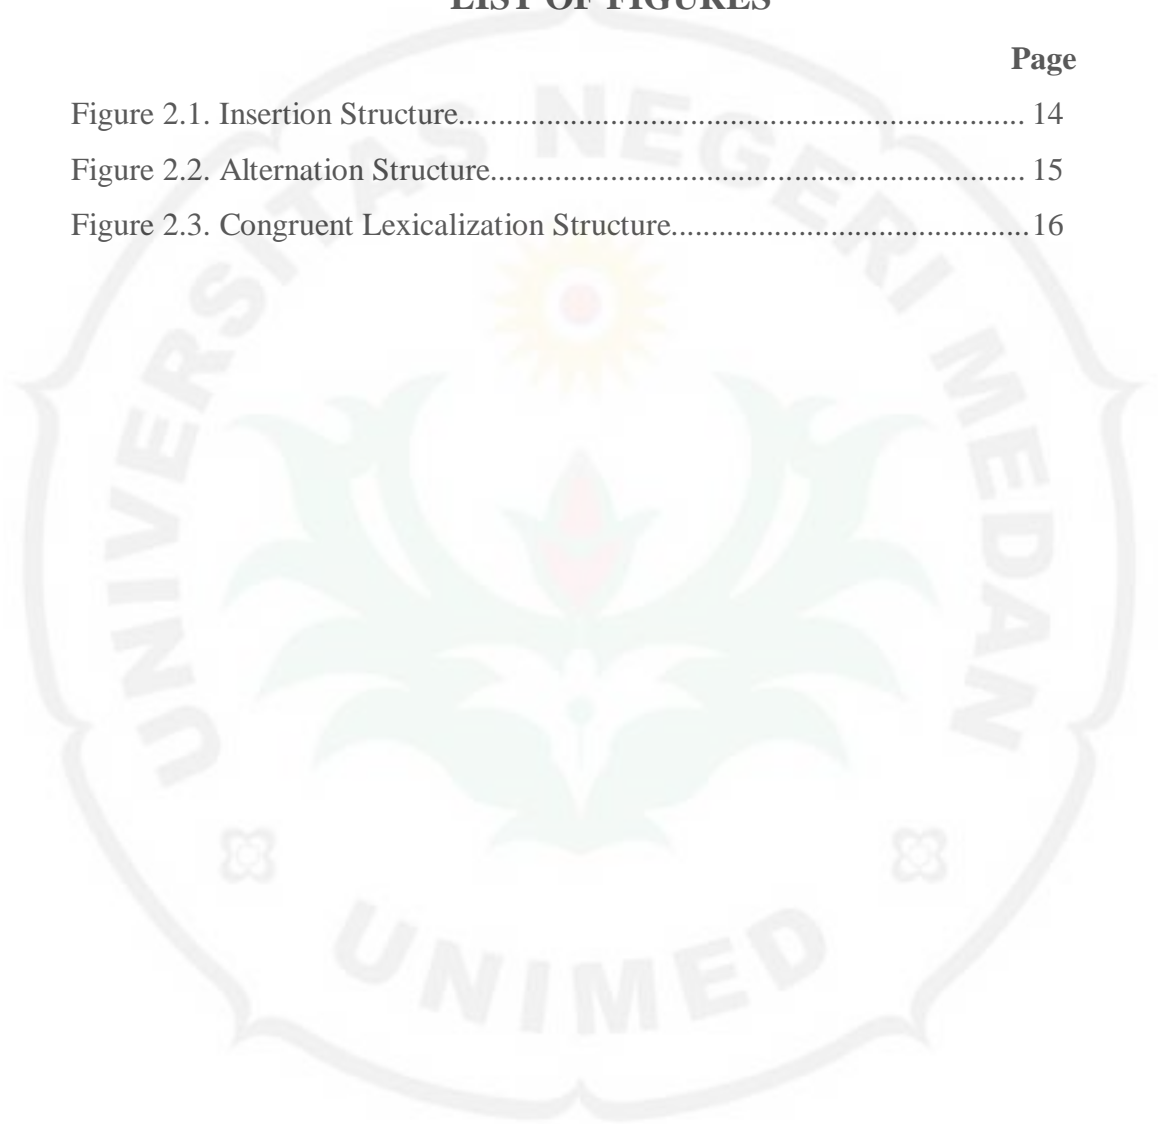 LIST OF FIGURES
Page
Figure 2.1. Insertion Structure.................................................................... 14
Figure 2.2. Alternation Structure................................................................ 15
Figure 2.3. Congruent Lexicalization Structure.......................................... 16
UNIVERSITAS NEGERI MEDAN
UNIMED